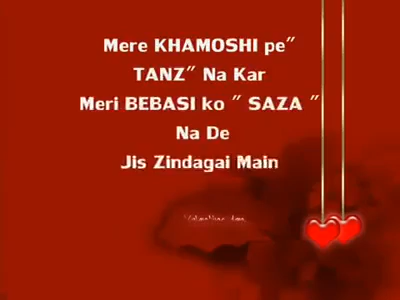 Mere KHAMOSHI pe"
TANZ" Na Kar
Meri BEBASI ko " SAZA "
Na De
Jis Zindagai Main